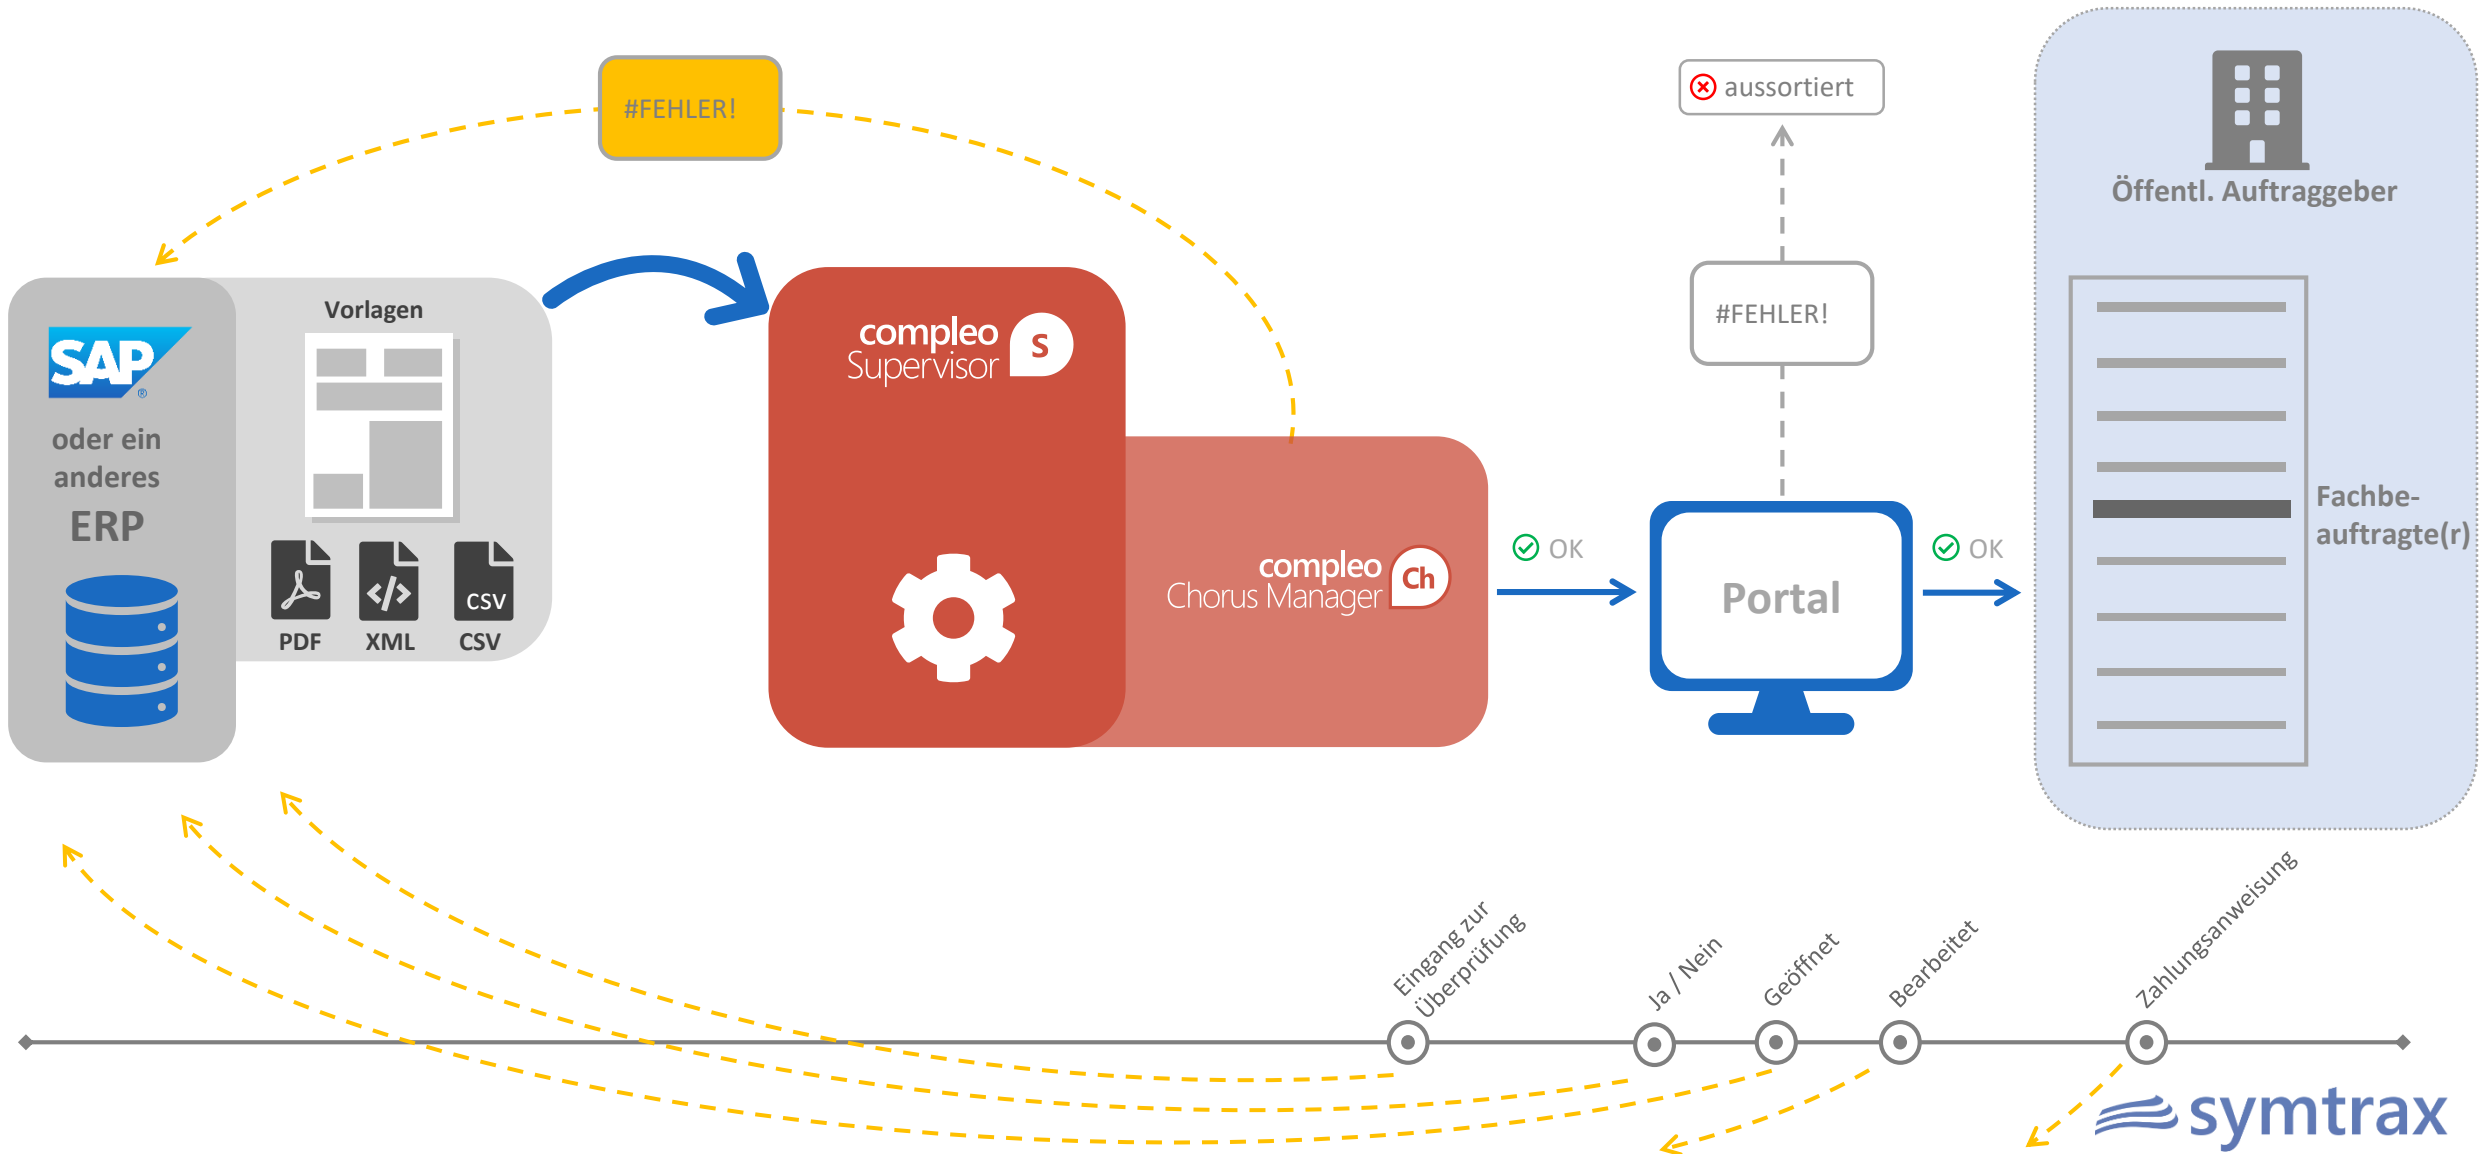 #FEHLER!
aussortiert
Öffentl. Auftraggeber
SAP
®
oder ein
anderes
ERP
Vorlagen
CSV
PDF
XML
CSV
compleo
Supervisor
S
compleo
Chorus Manager
Ch
OK
#FEHLER!
Portal
OK
Fachbe-
auftragte(r)
Eingang zur
Überprüfung
Ja / Nein
Geöffnet
Bearbeitet
Zahlungsanweisung
symtrax